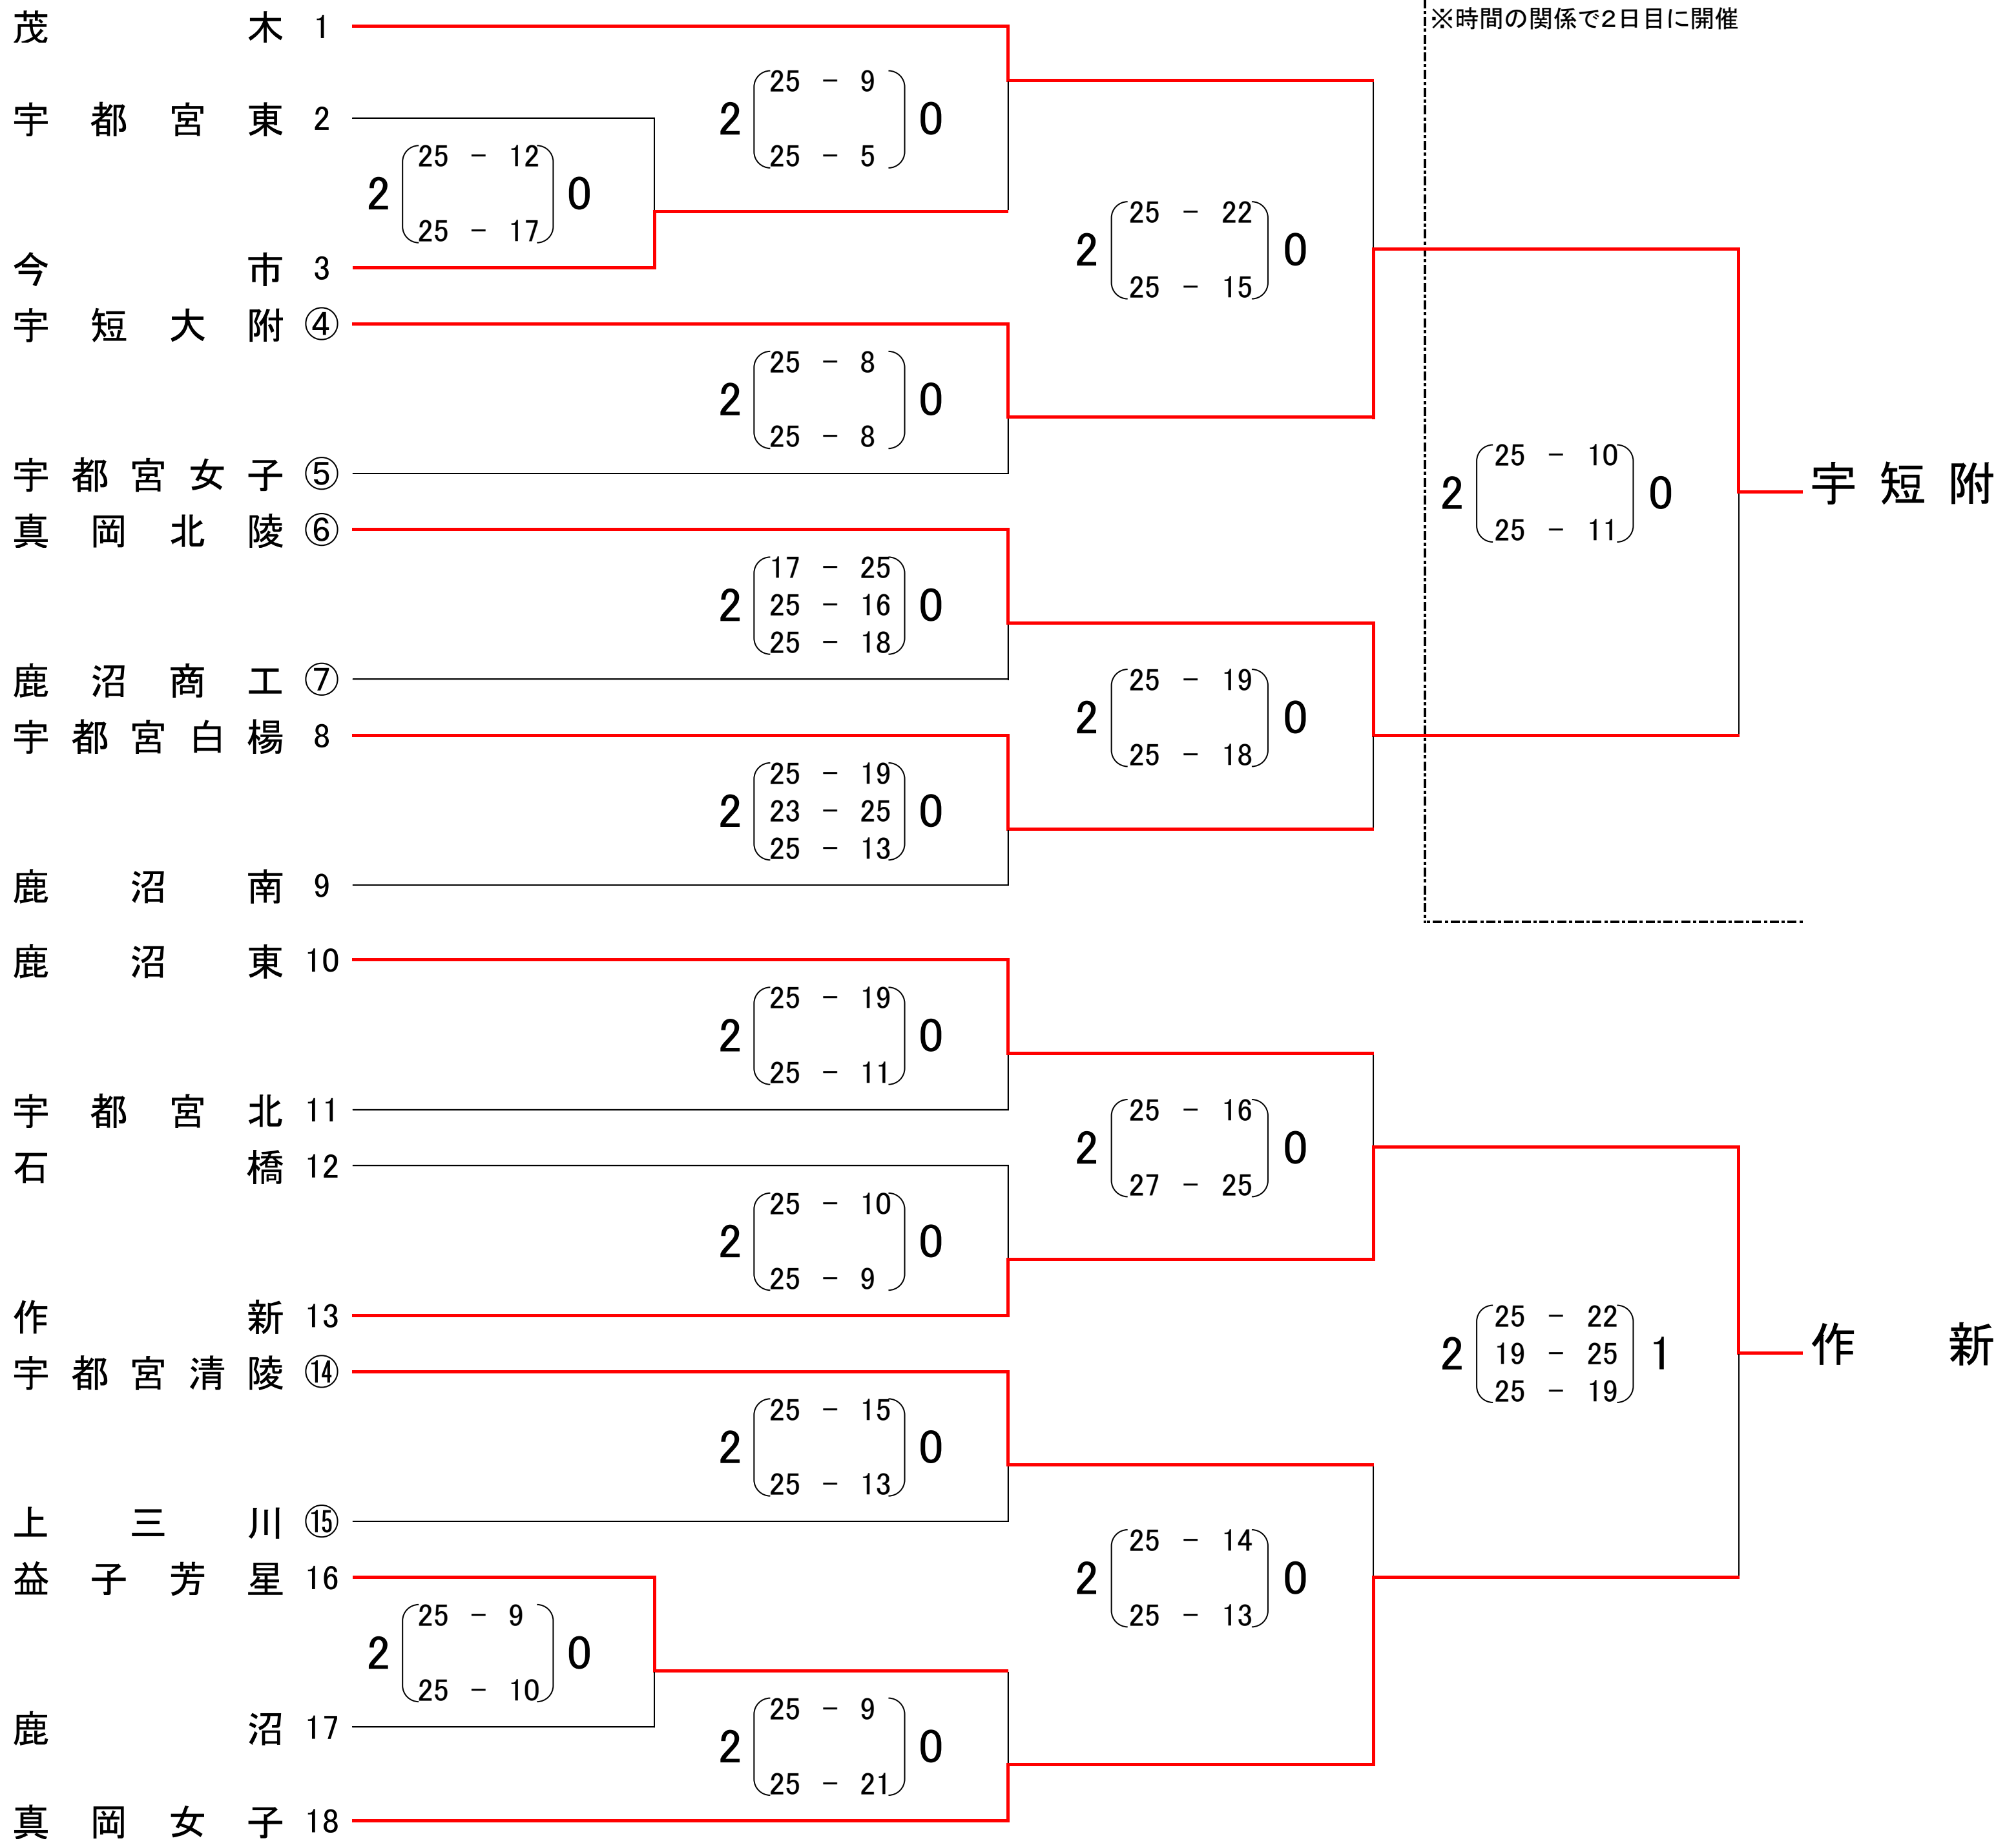 ※時間の関係で2日目に開催
茂木 1
25 - 9
2 0
25 - 5
宇都宮東 2
25 - 12
2 0
25 - 17
今市 3
25 - 22
2 0
25 - 15
宇短大附 ④
25 - 8
2 0
25 - 8
宇都宮女子 ⑤
25 - 10
2 0
25 - 11
宇短附
真岡北陵 ⑥
17 - 25
2 25 - 16 0
25 - 18
鹿沼商工 ⑦
25 - 19
2 0
25 - 18
宇都宮白楊 8
25 - 19
2 23 - 25 0
25 - 13
鹿沼南 9
鹿沼東 10
25 - 19
2 0
25 - 11
宇都宮北 11
25 - 16
2 0
27 - 25
石橋 12
25 - 10
2 0
25 - 9
作新 13
25 - 22
2 19 - 25 1
25 - 19
作新
宇都宮清陵 ⑭
25 - 15
2 0
25 - 13
上三川 ⑮
25 - 14
2 0
25 - 13
益子芳星 16
25 - 9
2 0
25 - 10
鹿沼 17
25 - 9
2 0
25 - 21
真岡女子 18